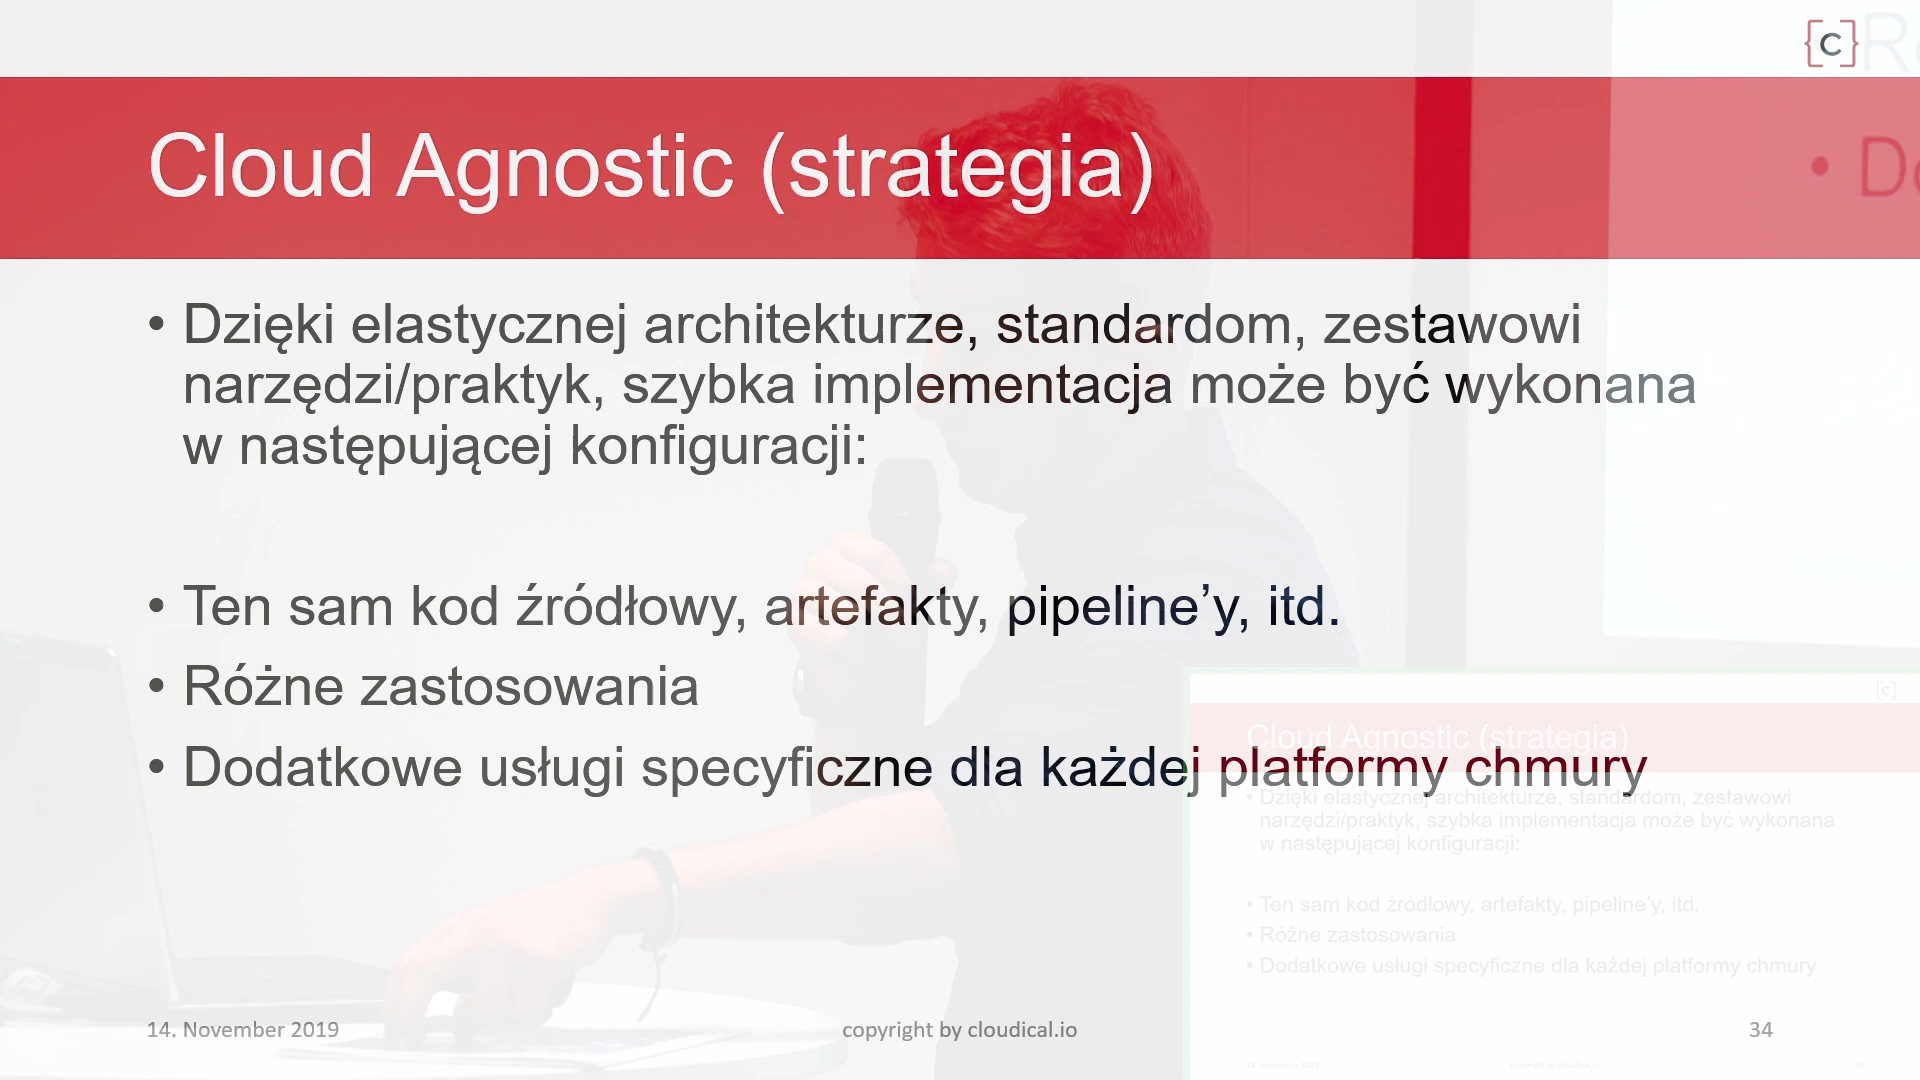 {[C]}
Re
Cloud Agnostic (strategia)
• De
• Dzięki elastycznej architekturze, standardom, zestawowi
narzędzi/praktyk, szybka implementacja może być wykonana
w następującej konfiguracji:
• Ten sam kod źródłowy, artefakty, pipeline’y, itd.
• Różne zastosowania
• Dodatkowe usługi specyficzne dla każdej platformy chmury
[C]
Cloud Agnostic (strategia)
• Dzięki elastycznej architekturze, standardom, zestawowi
narzędzi/praktyk, szybka implementacja może być wykonana
w następującej konfiguracji:
• Ten sam kod źródłowy, artefakty, pipeline’y, itd.
• Różne zastosowania
• Dodatkowe usługi specyficzne dla każdej platformy chmury
14. November 2019
copyright by cloudical.io
34